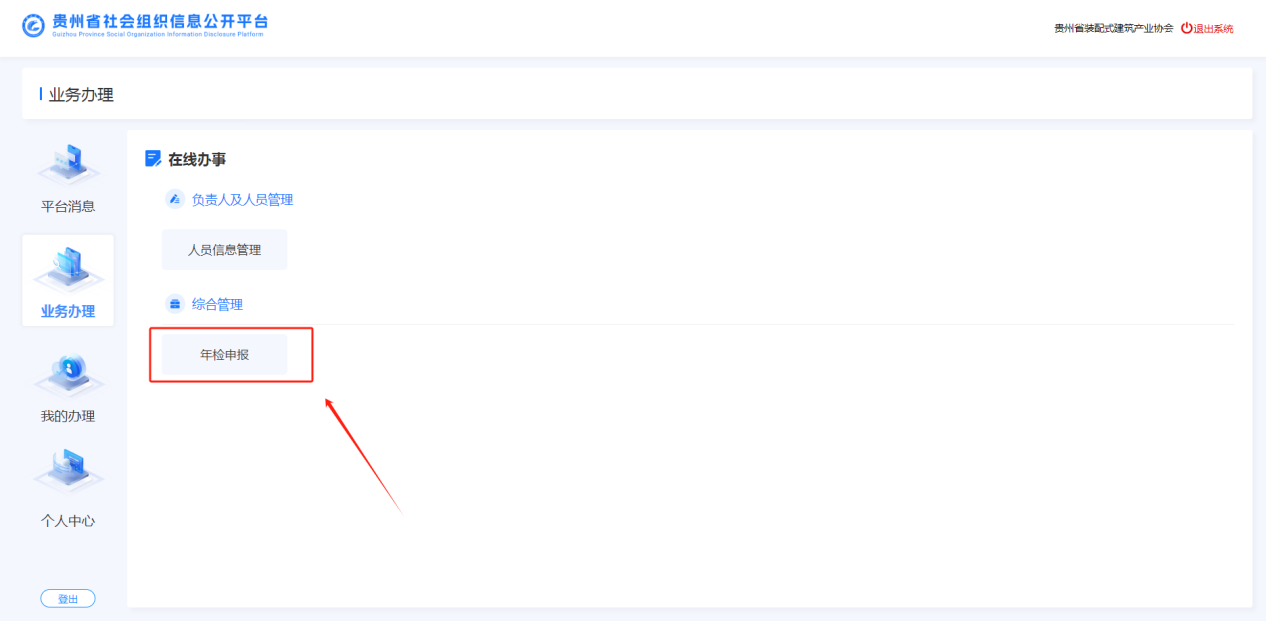 贵州省社会组织信息公开平台
Guizhou Province Social Organization Information Disclosure Platform
贵州省装配式建筑产业协会 退出系统
业务办理
平台消息
业务办理
我的办理
个人中心
登出
在线办事
负责人及人员管理
人员信息管理
综合管理
年检申报